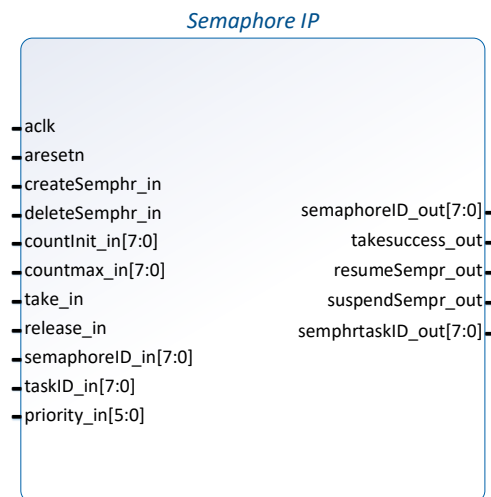 Semaphore IP
aclk
aresetn
createSemphr_in
deleteSemphr_in
countInit_in[7:0]
countmax_in[7:0]
take_in
release_in
semaphoreID_in[7:0]
taskID_in[7:0]
priority_in[5:0]
semaphoreID_out[7:0]
takesuccess_out
resumeSempr_out
suspendSempr_out
semphrtaskID_out[7:0]